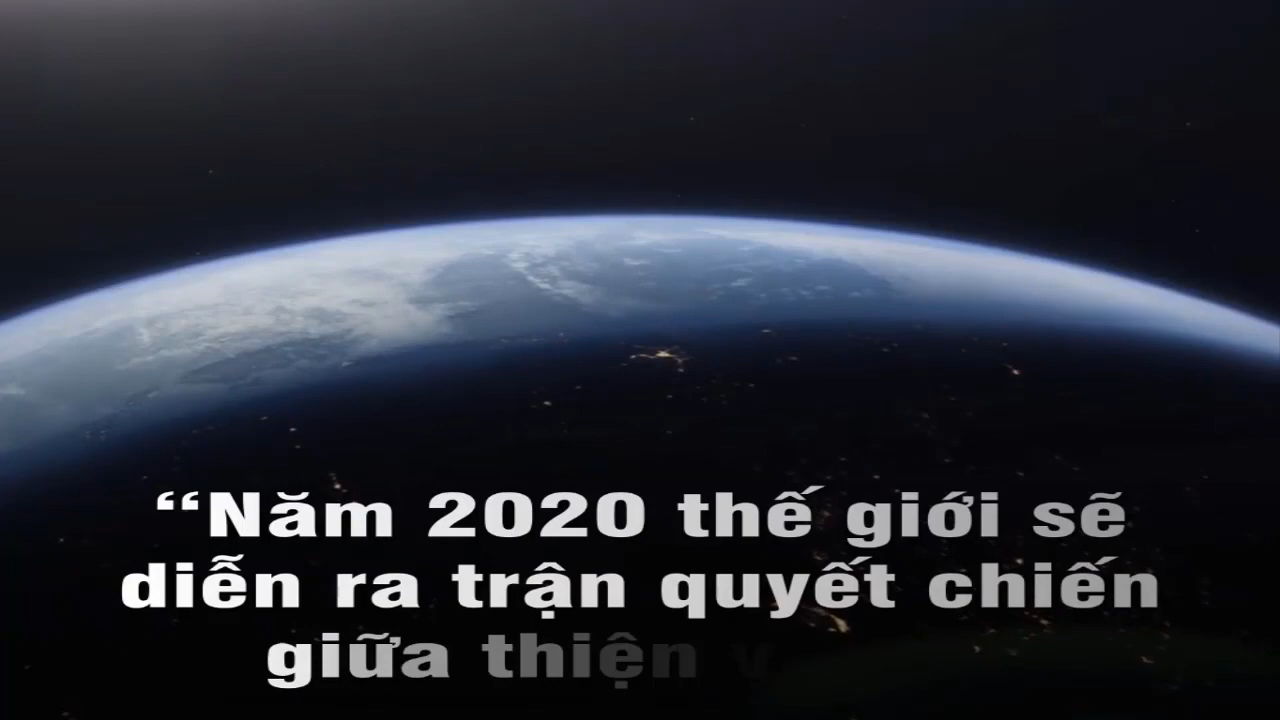 “Năm 2020 thế giới sẽ
diễn ra trận quyết chiến
giữa thiện v